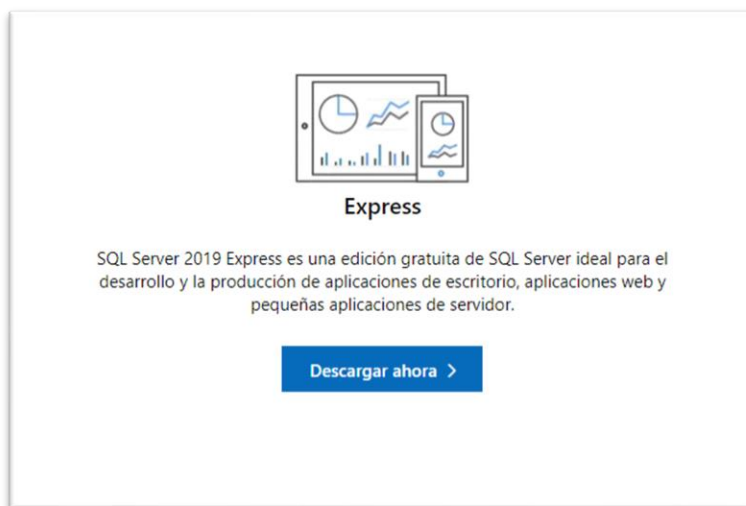 Express
SQL Server 2019 Express es una edición gratuita de SQL Server ideal para el
desarrollo y la producción de aplicaciones de escritorio, aplicaciones web y
pequeñas aplicaciones de servidor.
Descargar ahora >